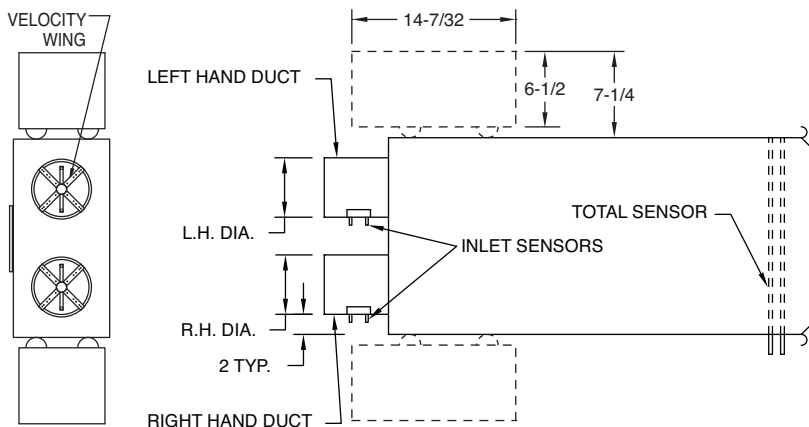 VELOCITY
WING
14-7/32
LEFT HAND DUCT
6-1/2
7-1/4
L.H. DIA.
INLET SENSORS
TOTAL SENSOR
R.H. DIA.
2 TYP.
RIGHT HAND DUCT